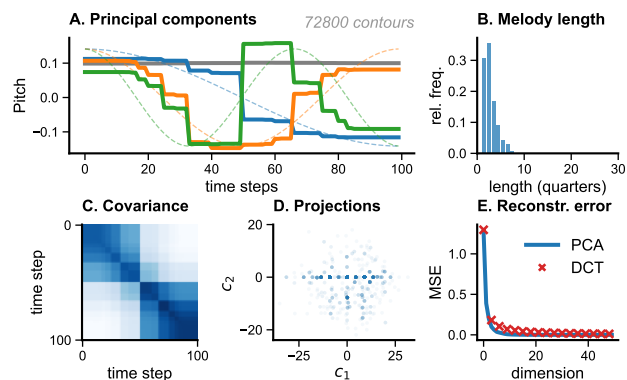 A. Principal components
72800 contours
Pitch
0.1
0.0
−0.1
0
20
40
60
80
100
time steps
B. Melody length
rel. freq.
0.3
0.2
0.1
0.0
0
10
20
30
length (quarters)
C. Covariance
time step
0
100
0
100
time step
D. Projections
c2
20
0
−20
−25
0
25
c1
E. Reconstr. error
MSE
1.0
0.5
0.0
PCA
DCT
0
20
40
dimension